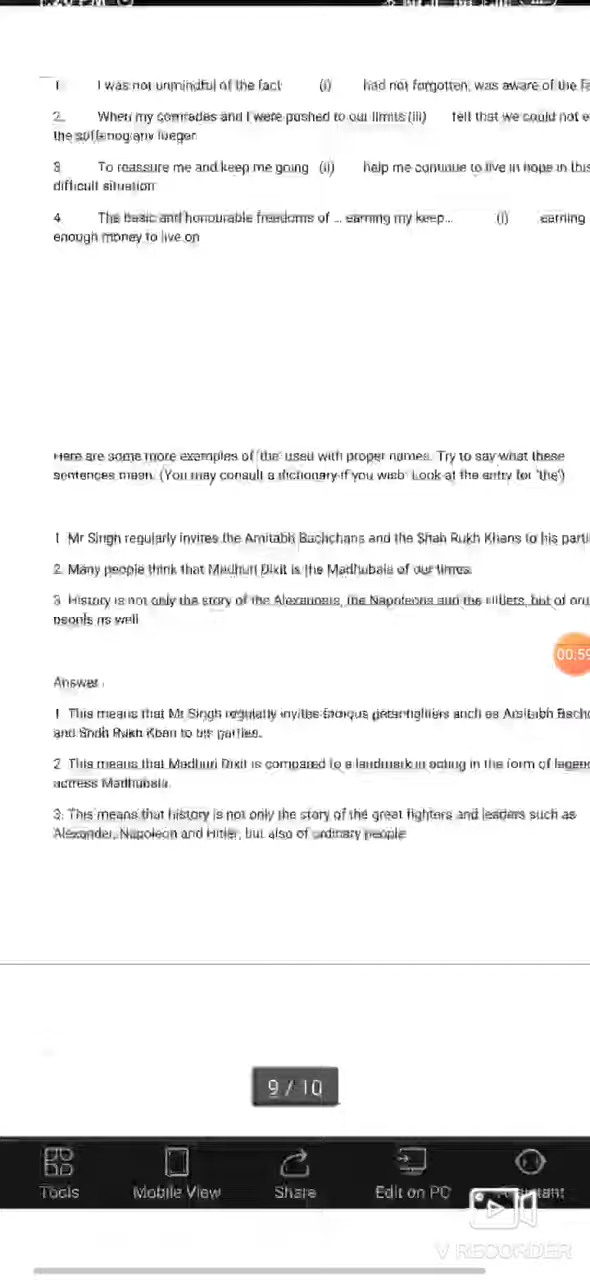 1 I was not unmindful of the fact (i) had not forgotten; was aware of the
2. When my comrades and I were pushed to our limits (iii) felt that we could not
the
3 To reassure me and keep me going (ii) help me continue to live in hope in this
difficult situation
4. The basic and honourable freedoms of ... earning my keep... (i) earning
enough money to live on
Here are some more examples of 'the' used with proper names. Try to say what these
sentences mean. (You may consult a dictionary if you wish. Look at the entry for 'the')
1 Mr Singh regularly invites the Amitabh Bachchans and the Shah Rukh Khans to his
2. Many people think that Madhuri Dixit is the Madhubala of our times.
3. History is not only the story of the Alexanders, the Napoleons and the Hitlers, but of
people as well
00:59
Answer
1 This means that Mr Singh regularly invites famous such as Amitabh
and Shah Rukh Khan to his parties.
2 This means that Madhuri Dixit is compared to a landmark in acting in the form of
actress Madhubala.
3. This means that history is not only the story of the great fighters and leaders such as
Alexander, Napoleon and Hitler, but also of ordinary people
9 / 10
Tools Mobile View Share Edit on PC
V RECORDER